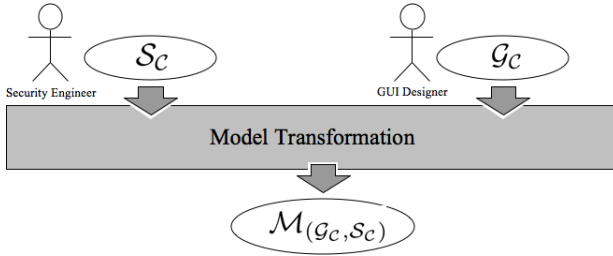 𝒮_𝒞
𝒢_𝒞
Security Engineer
GUI Designer
Model Transformation
ℳ_(𝒢_𝒞,𝒮_𝒞)